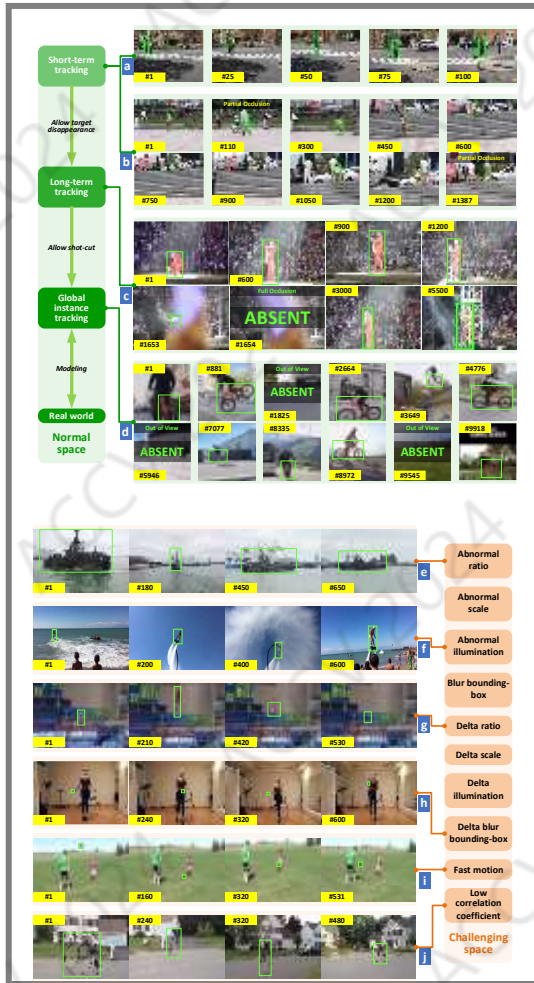 Short-term
tracking
Allow target
disappearance
Long-term
tracking
Allow shot-cut
Global
instance
tracking
Modeling
Real world
Normal
space
a
#1
#25
#50
#75
#100
b
Partial Occlusion
#1
#110
#300
#450
#600
Partial Occlusion
#750
#900
#1050
#1200
#1387
c
#900
#1200
#1
#600
Full Occlusion
ABSENT
#3000
#5500
#1653
#1654
d
#1
#881
Out of View
ABSENT
#1825
#2664
#3649
#4776
Out of View
ABSENT
#5946
#7077
#8335
#8972
Out of View
ABSENT
#9545
#9918
#1
#180
#450
#650
e
#1
#200
#400
#600
f
#1
#210
#420
#530
g
#1
#240
#320
#600
h
#1
#160
#320
#531
i
#1
#240
#320
#480
j
Abnormal
ratio
Abnormal
scale
Abnormal
illumination
Blur bounding-
box
Delta ratio
Delta scale
Delta
illumination
Delta blur
bounding-box
Fast motion
Low
correlation
coefficient
Challenging
space
ACCV 2024